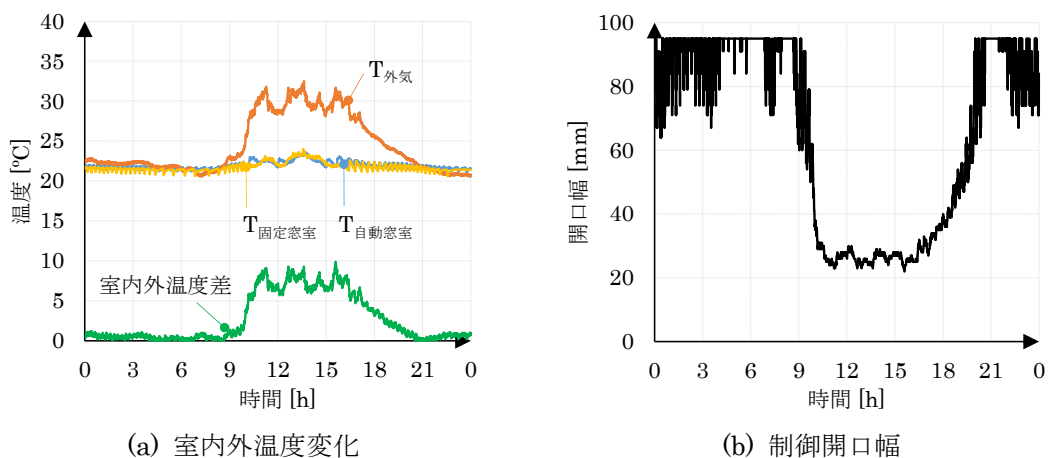 40
35
30
25
20
15
10
5
0
温度 [℃]
T外気
T固定窓室
T自動窓室
室内外温度差
0 3 6 9 12 15 18 21 0
時間 [h]
(a) 室内外温度変化
100
80
60
40
20
0
開口幅 [mm]
0 3 6 9 12 15 18 21 0
時間 [h]
(b) 制御開口幅